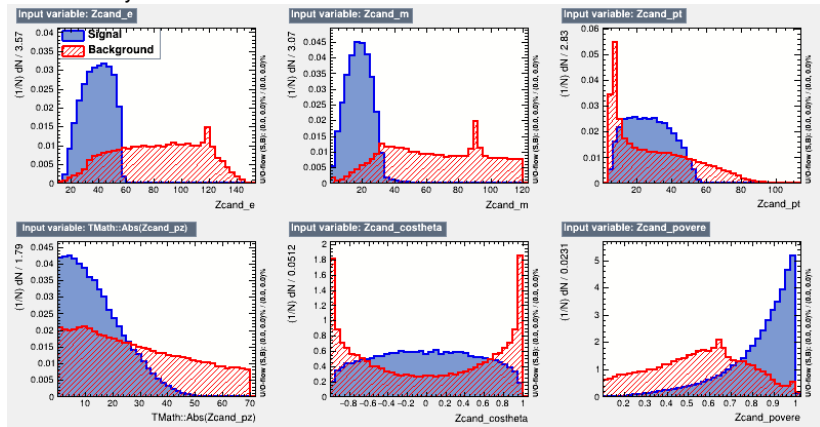 Input variable: Zcand_e
(1/N) dN / 3.57
0.04
0.035
0.03
0.025
0.02
0.015
0.01
0.005
0
Signal
Background
20 40 60 80 100 120 140
Zcand_e
U/O-flow (S,B): (0.0, 0.0)% / (0.0, 0.0)%
Input variable: Zcand_m
(1/N) dN / 3.07
0.045
0.04
0.035
0.03
0.025
0.02
0.015
0.01
0.005
0
20 40 60 80 100 120
Zcand_m
U/O-flow (S,B): (0.0, 0.0)% / (0.0, 0.0)%
Input variable: Zcand_pt
(1/N) dN / 2.83
0.06
0.05
0.04
0.03
0.02
0.01
0
20 40 60 80 100
Zcand_pt
U/O-flow (S,B): (0.0, 0.0)% / (0.0, 0.0)%
Input variable: TMath::Abs(Zcand_pz)
(1/N) dN / 1.79
0.045
0.04
0.035
0.03
0.025
0.02
0.015
0.01
0.005
0
10 20 30 40 50 60 70
TMath::Abs(Zcand_pz)
U/O-flow (S,B): (0.0, 0.0)% / (0.0, 0.0)%
Input variable: Zcand_costheta
(1/N) dN / 0.0512
2
1.8
1.6
1.4
1.2
1
0.8
0.6
0.4
0.2
0
−0.8 −0.6 −0.4 −0.2 0 0.2 0.4 0.6 0.8 1
Zcand_costheta
U/O-flow (S,B): (0.0, 0.0)% / (0.0, 0.0)%
Input variable: Zcand_povere
(1/N) dN / 0.0231
5
4
3
2
1
0
0.2 0.3 0.4 0.5 0.6 0.7 0.8 0.9 1
Zcand_povere
U/O-flow (S,B): (0.0, 0.0)% / (0.0, 0.0)%